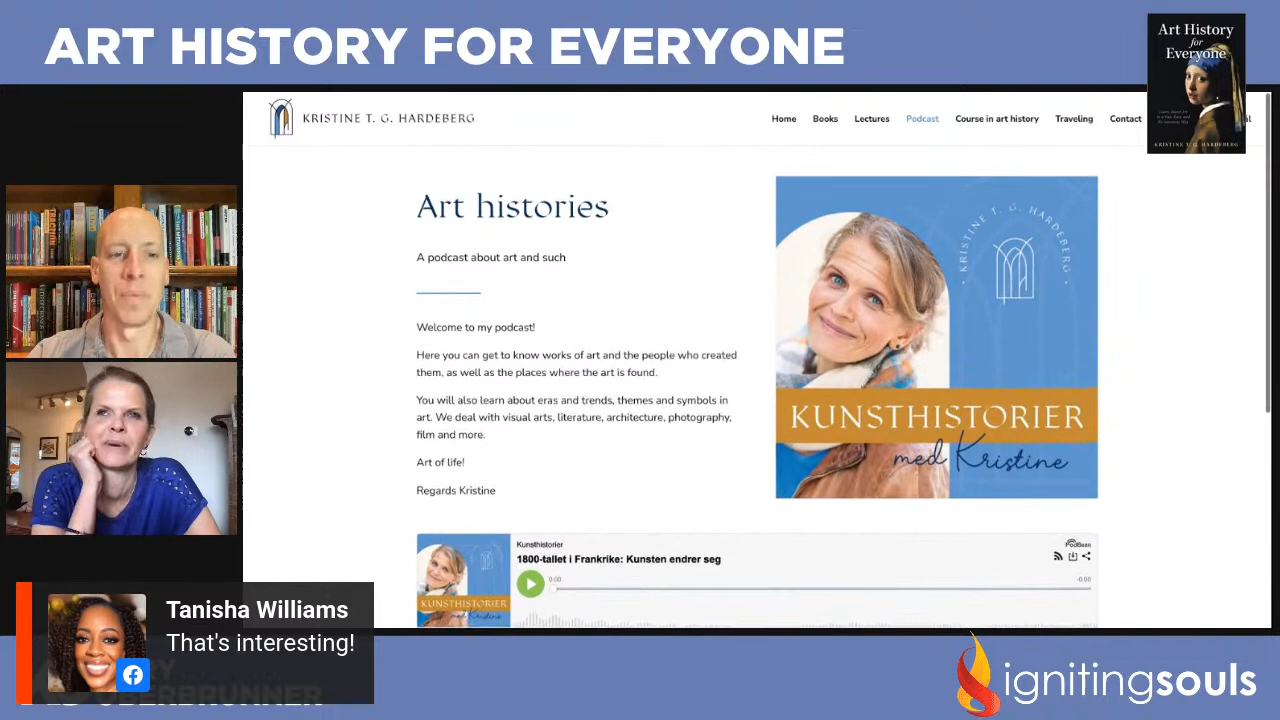 ART HISTORY FOR EVERYONE
Art History
for
Everyone
KRISTINE T. G. HARDEBERG
KRISTINE T. G. HARDEBERG
Home Books Lectures Podcast Course in art history Traveling Contact
Art histories
A podcast about art and such
Welcome to my podcast!
Here you can get to know works of art and the people who created
them, as well as the places where the art is found.
You will also learn about eras and trends, themes and symbols in
art. We deal with visual arts, literature, architecture, photography,
film and more.
Art of life!
Regards Kristine
KRISTINE T. G. HARDEBERG
KUNSTHISTORIER
med Kristine
Kunsthistorier
1800-tallet i Frankrike: Kunsten endrer seg
PodBean
0:00
-0:00
KUNSTHISTORIER
med Kristine
Tanisha Williams
That's interesting!
OBERBRUNNER
ignitingsouls